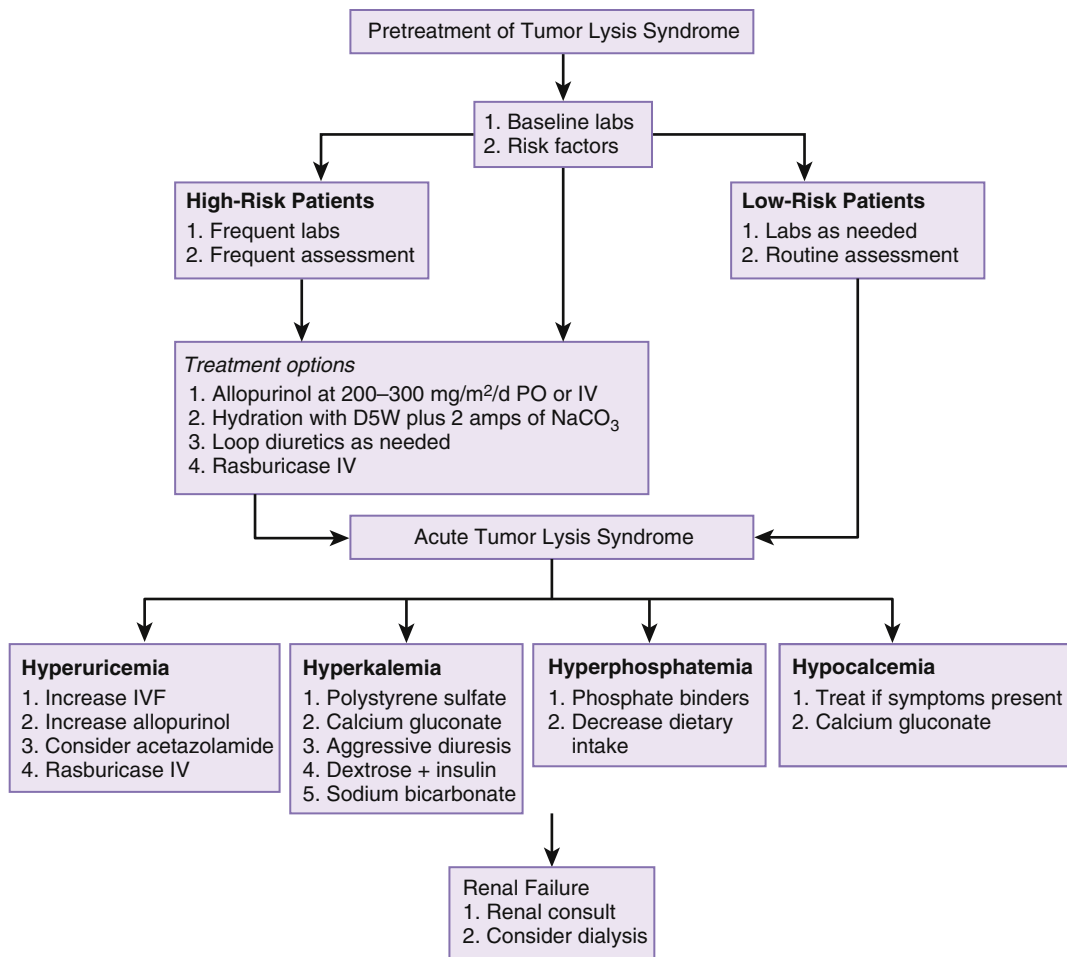 Pretreatment of Tumor Lysis Syndrome
1. Baseline labs
2. Risk factors
High-Risk Patients
1. Frequent labs
2. Frequent assessment
Low-Risk Patients
1. Labs as needed
2. Routine assessment
Treatment options
1. Allopurinol at 200–300 mg/m²/d PO or IV
2. Hydration with D5W plus 2 amps of NaCO₃
3. Loop diuretics as needed
4. Rasburicase IV
Acute Tumor Lysis Syndrome
Hyperuricemia
1. Increase IVF
2. Increase allopurinol
3. Consider acetazolamide
4. Rasburicase IV
Hyperkalemia
1. Polystyrene sulfate
2. Calcium gluconate
3. Aggressive diuresis
4. Dextrose + insulin
5. Sodium bicarbonate
Hyperphosphatemia
1. Phosphate binders
2. Decrease dietary
intake
Hypocalcemia
1. Treat if symptoms present
2. Calcium gluconate
Renal Failure
1. Renal consult
2. Consider dialysis